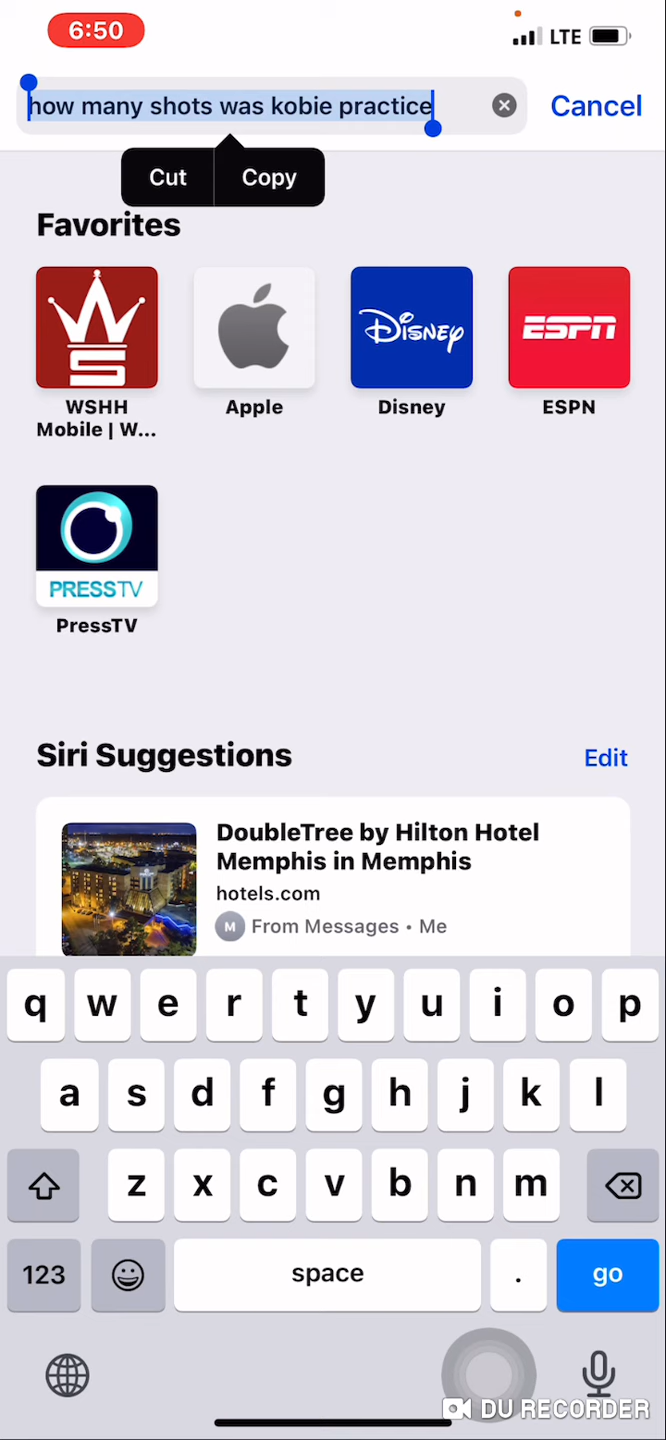 6:50
LTE
how many shots was kobie practice
Cancel
Cut
Copy
Favorites
S
DISNEY
ESPN
WSHH
Mobile | W...
Apple
Disney
ESPN
PRESSTV
PressTV
Siri Suggestions
Edit
DoubleTree by Hilton Hotel
Memphis in Memphis
hotels.com
M
From Messages • Me
q w e r t y u i o p
a s d f g h j k l
z x c v b n m
123
space
.
go
DU RECORDER